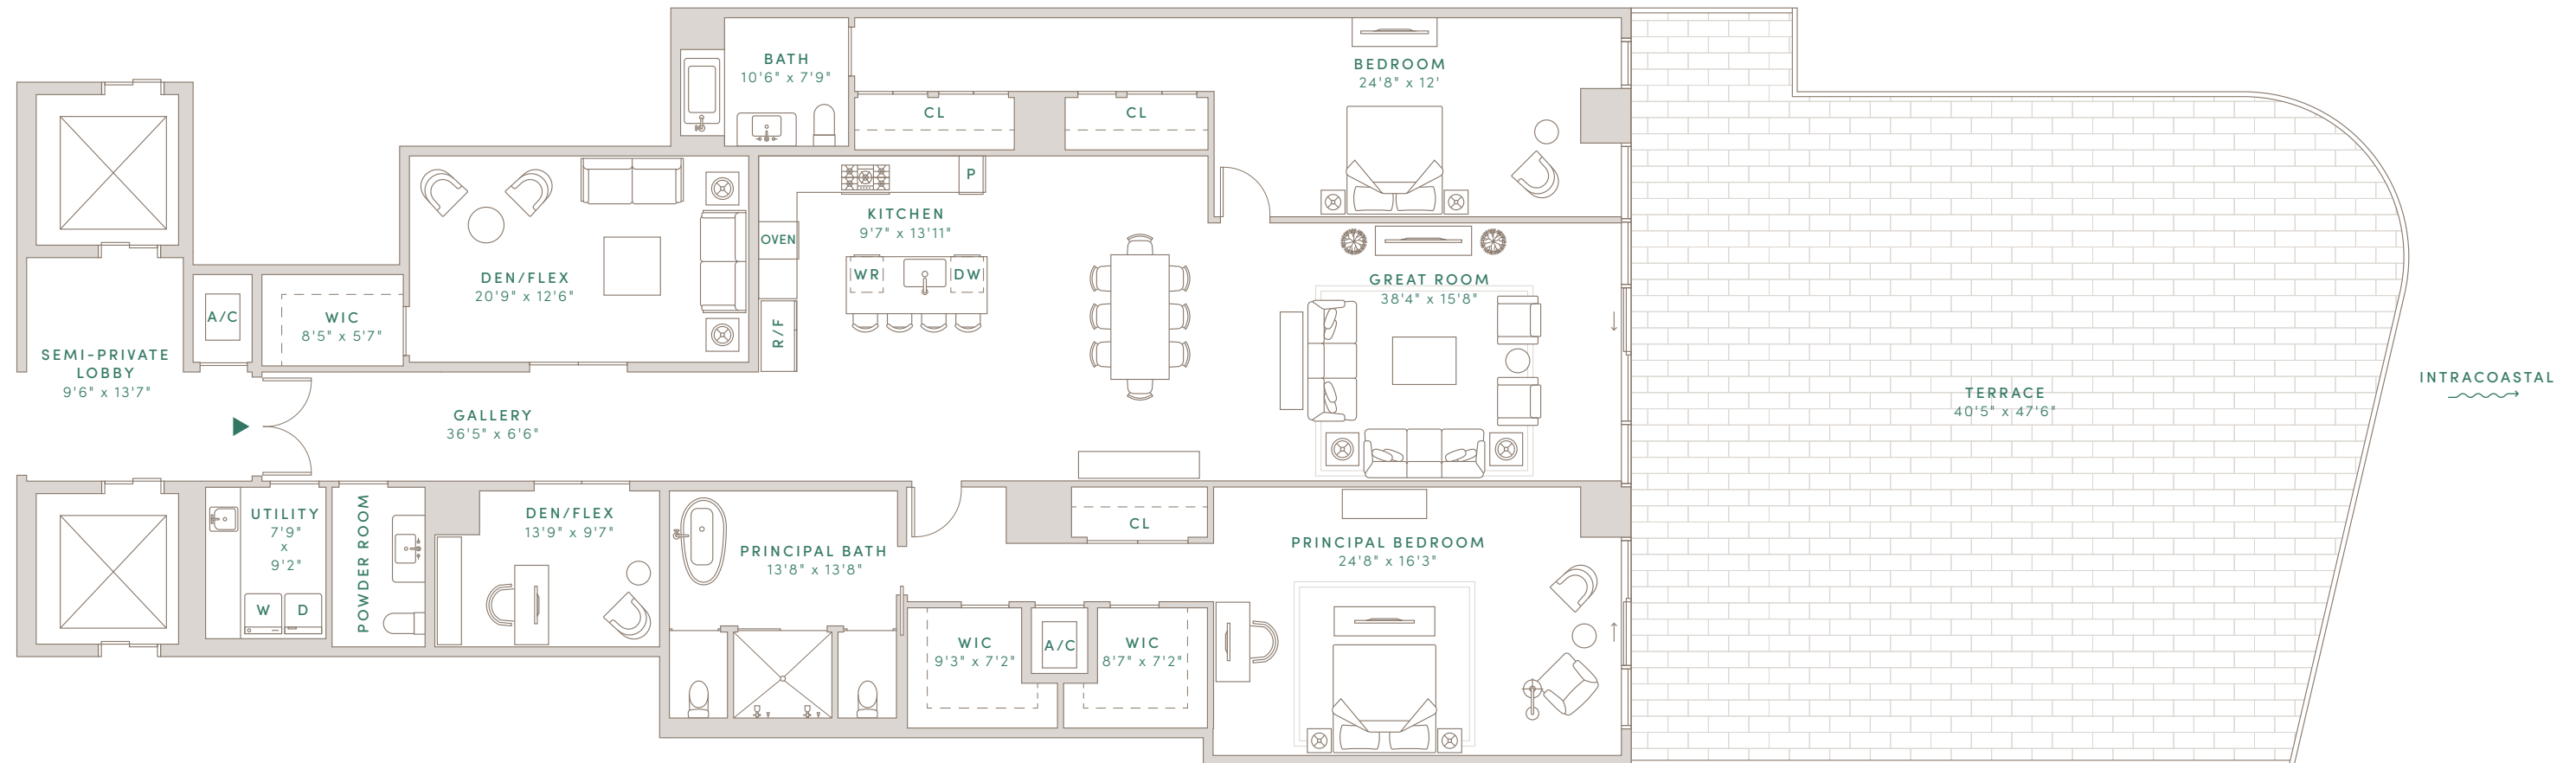 BATH
10'6" x 7'9"
CL
CL
BEDROOM
24'8" x 12'
P
KITCHEN
9'7" x 13'11"
OVEN
WR
DW
R/F
DEN/FLEX
20'9" x 12'6"
GREAT ROOM
38'4" x 15'8"
A/C
WIC
8'5" x 5'7"
SEMI-PRIVATE
LOBBY
9'6" x 13'7"
GALLERY
36'5" x 6'6"
TERRACE
40'5" x 47'6"
INTRACOASTAL
UTILITY
7'9"
x
9'2"
W
D
POWDER ROOM
DEN/FLEX
13'9" x 9'7"
PRINCIPAL BATH
13'8" x 13'8"
CL
PRINCIPAL BEDROOM
24'8" x 16'3"
WIC
9'3" x 7'2"
A/C
WIC
8'7" x 7'2"